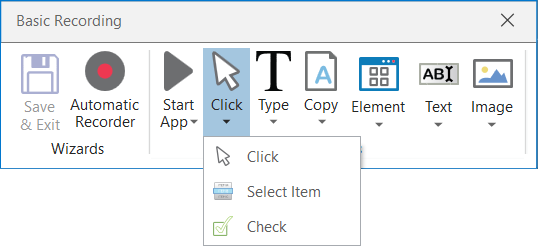 Basic Recording
Save & Exit
Automatic Recorder
Start App
Click
Type
Copy
Element
Text
Image
Wizards
Click
Select Item
Check